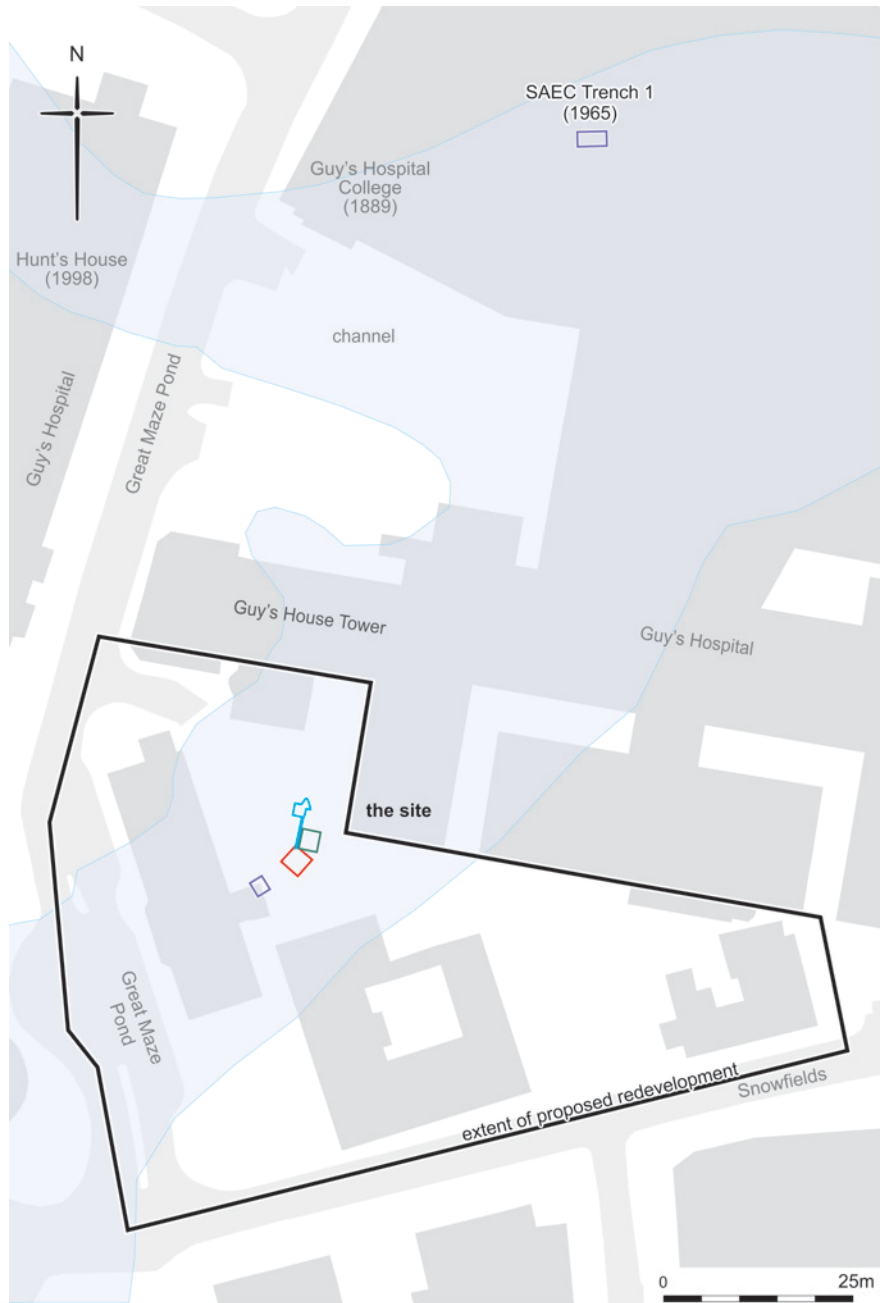 N
SAEC Trench 1
(1965)
Guy's Hospital
College
(1889)
Hunt's House
(1998)
channel
Great Maze Pond
Guy's Hospital
Guy's House Tower
Guy's Hospital
the site
Great Maze
Pond
extent of proposed redevelopment
Snowfields
0
25m